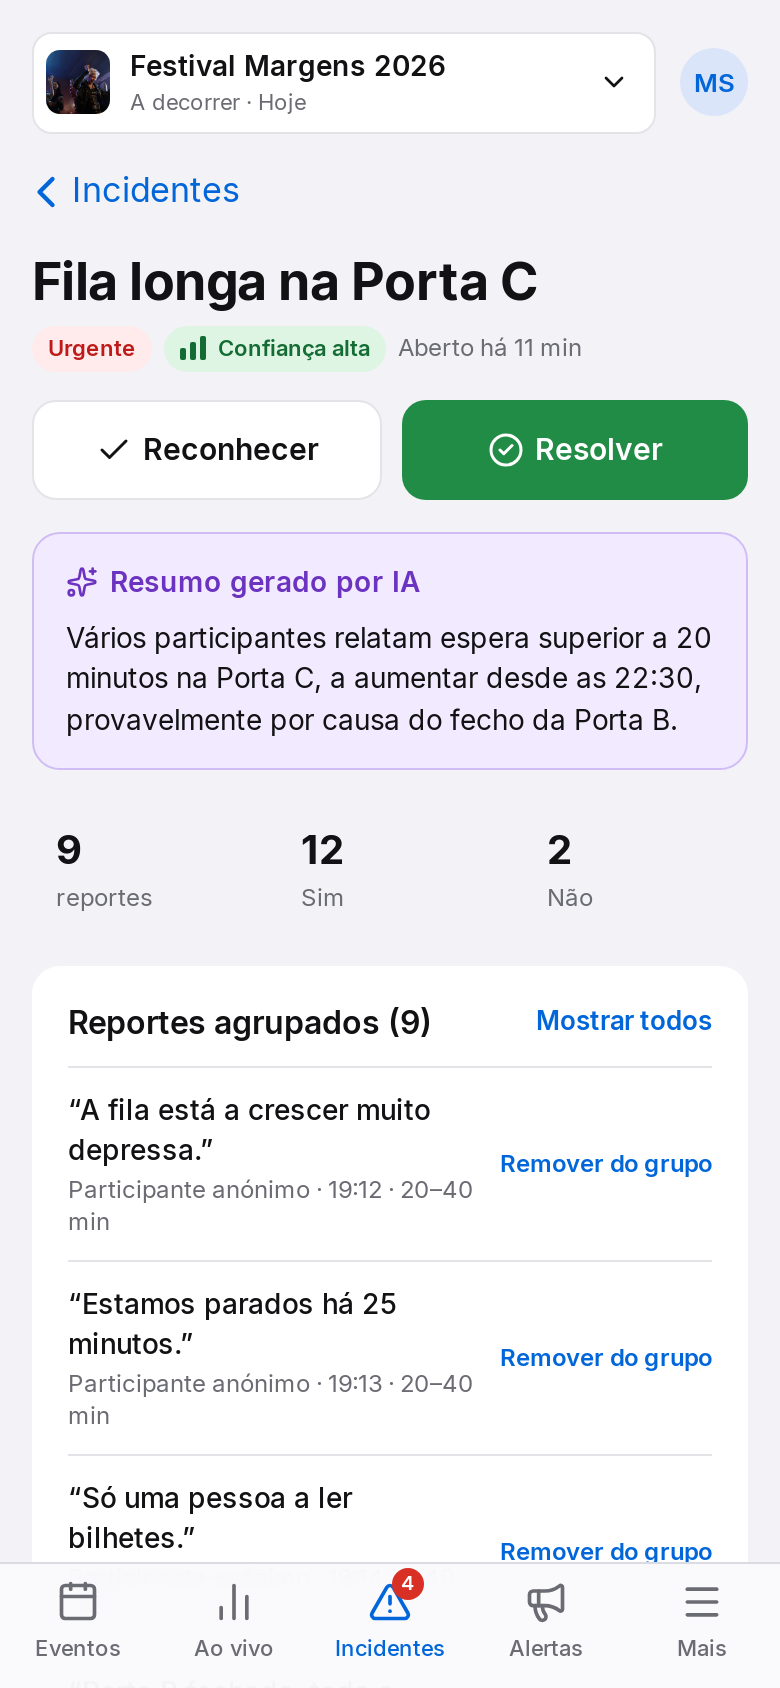 Festival Margens 2026
A decorrer · Hoje
MS
Incidentes
Fila longa na Porta C
Urgente
Confiança alta
Aberto há 11 min
Reconhecer
Resolver
Resumo gerado por IA
Vários participantes relatam espera superior a 20
minutos na Porta C, a aumentar desde as 22:30,
provavelmente por causa do fecho da Porta B.
9
reportes
12
Sim
2
Não
Reportes agrupados (9)
Mostrar todos
“A fila está a crescer muito
depressa.”
Participante anónimo · 19:12 · 20–40
min
Remover do grupo
“Estamos parados há 25
minutos.”
Participante anónimo · 19:13 · 20–40
min
Remover do grupo
“Só uma pessoa a ler
bilhetes.”
Remover do grupo
4
Eventos
Ao vivo
Incidentes
Alertas
Mais